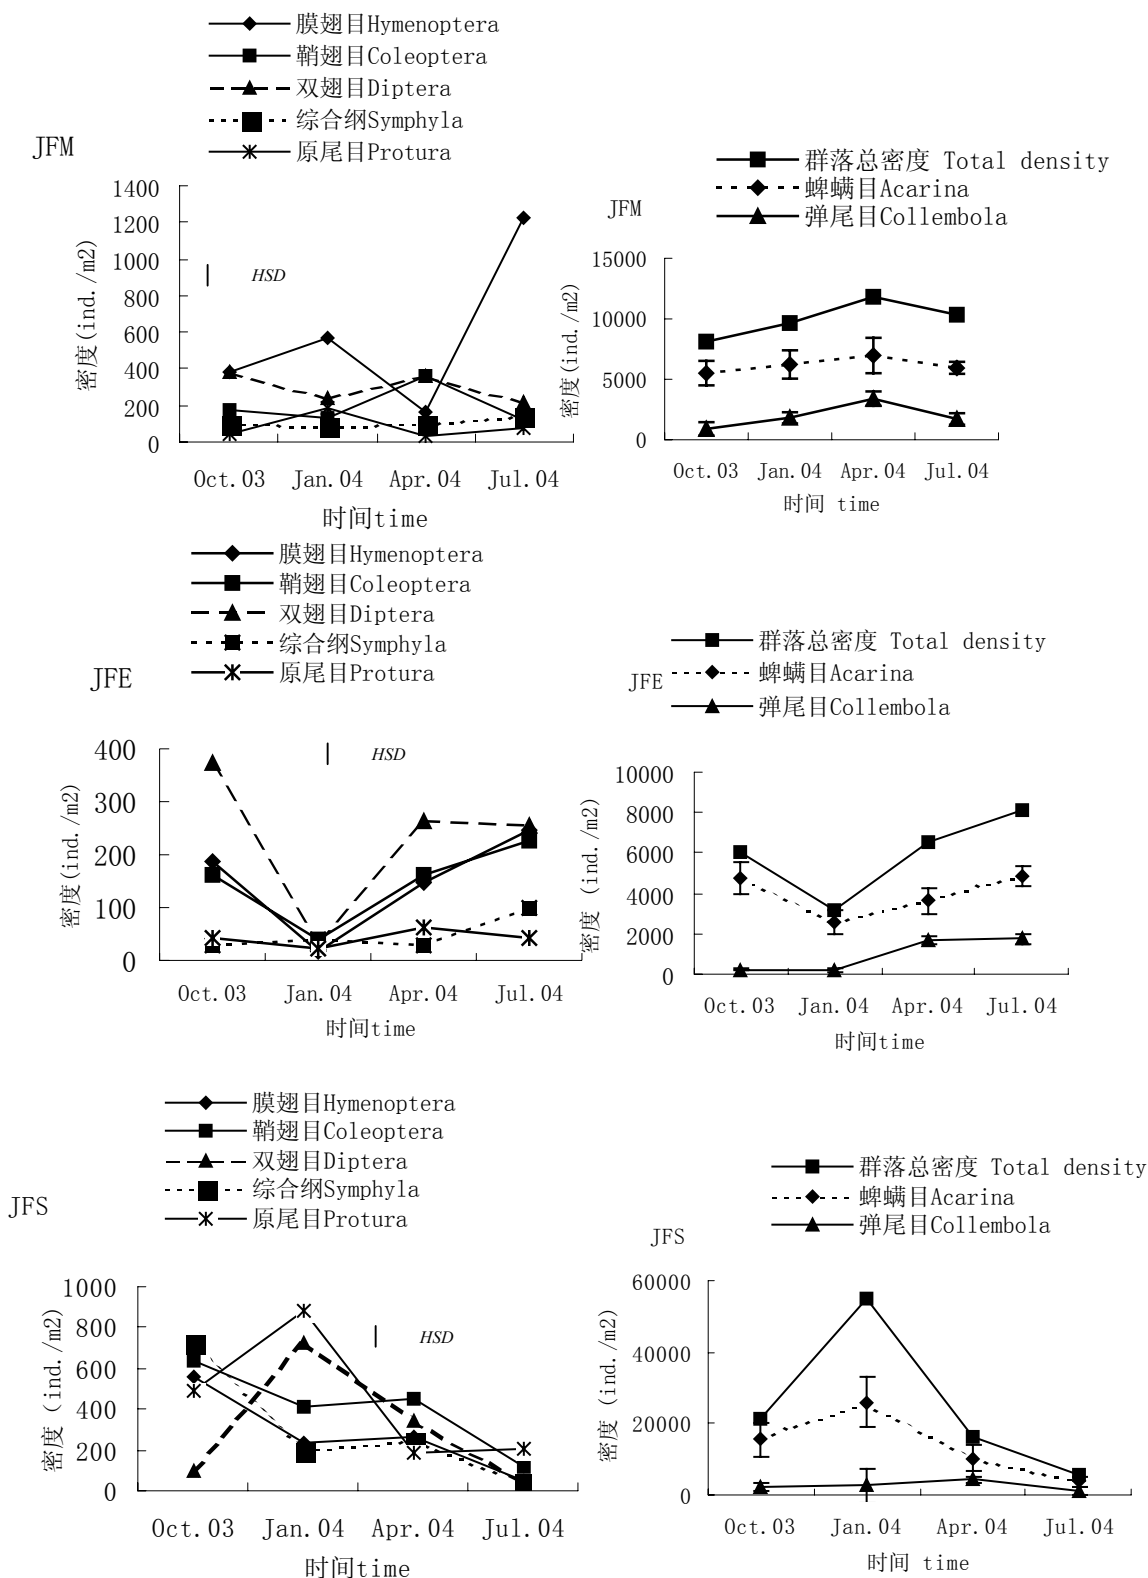 膜翅目Hymenoptera
鞘翅目Coleoptera
双翅目Diptera
综合纲Symphyla
原尾目Protura
JFM
1400
1200
1000
800
600
400
200
0
密度(ind./m2)
HSD
Oct.03 Jan.04 Apr.04 Jul.04
时间time
群落总密度 Total density
蜱螨目Acarina
弹尾目Collembola
JFM
15000
10000
5000
0
密度(ind./m2)
Oct.03 Jan.04 Apr.04 Jul.04
时间 time
膜翅目Hymenoptera
鞘翅目Coleoptera
双翅目Diptera
综合纲Symphyla
原尾目Protura
JFE
400
300
200
100
0
密度(ind./m2)
HSD
Oct.03 Jan.04 Apr.04 Jul.04
时间time
群落总密度 Total density
蜱螨目Acarina
弹尾目Collembola
JFE
10000
8000
6000
4000
2000
0
密度(ind./m2)
Oct.03 Jan.04 Apr.04 Jul.04
时间time
膜翅目Hymenoptera
鞘翅目Coleoptera
双翅目Diptera
综合纲Symphyla
原尾目Protura
JFS
1000
800
600
400
200
0
密度(ind./m2)
HSD
Oct.03 Jan.04 Apr.04 Jul.04
时间time
群落总密度 Total density
蜱螨目Acarina
弹尾目Collembola
JFS
60000
40000
20000
0
密度(ind./m2)
Oct.03 Jan.04 Apr.04 Jul.04
时间 time